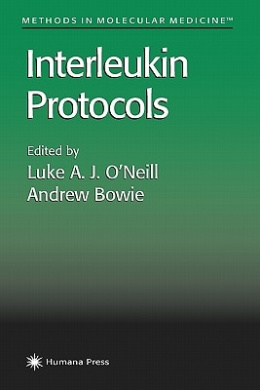 METHODS IN MOLECULAR MEDICINE™
Interleukin
Protocols
Edited by
Luke A. J. O'Neill
Andrew Bowie
Humana Press